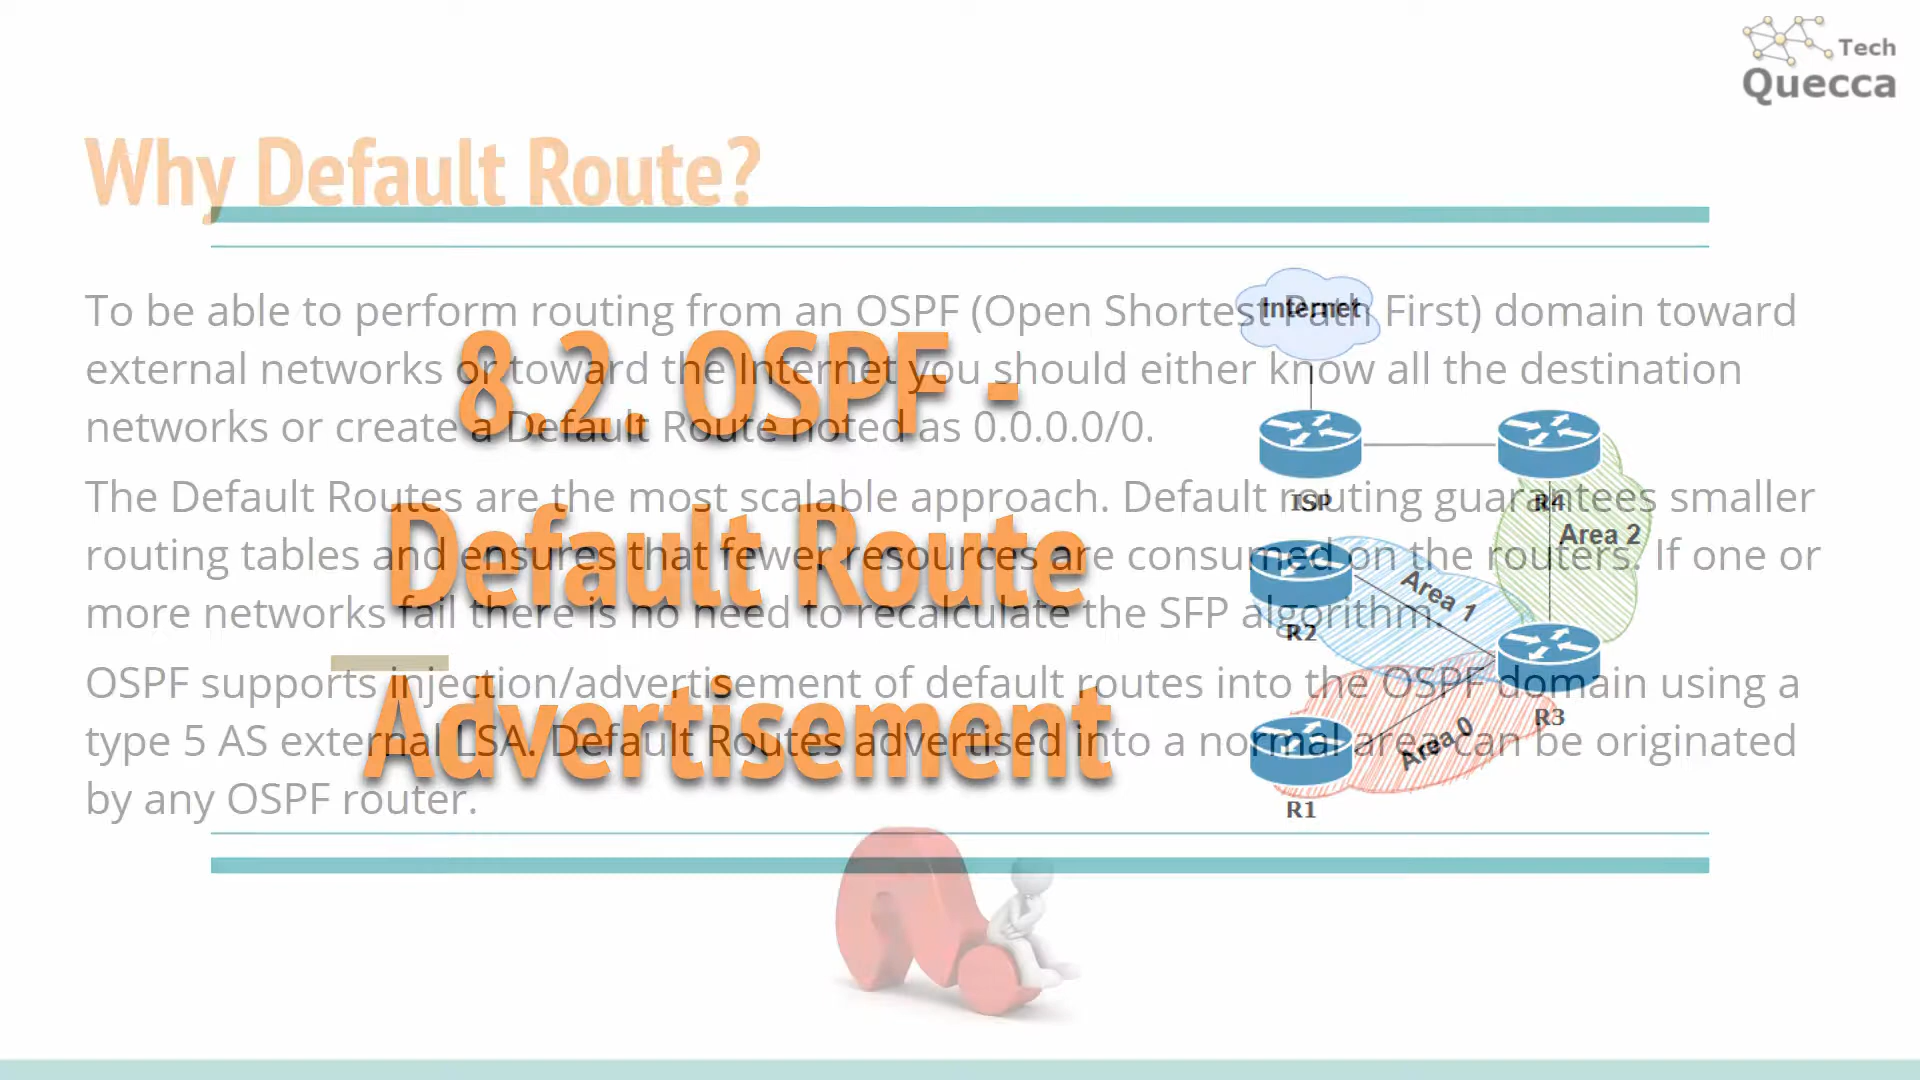 Tech
Quecca
Why Default Route?
To be able to perform routing from an OSPF (Open Shortest Path First) domain toward
external networks or toward the Internet you should either know all the destination
networks or create a Default Route noted as 0.0.0.0/0.
The Default Routes are the most scalable approach. Default routing guarantees smaller
routing tables and ensures that fewer resources are consumed on the routers. If one or
more networks fail there is no need to recalculate the SFP algorithm.
OSPF supports injection/advertisement of default routes into the OSPF domain using a
type 5 AS external LSA. Default Routes advertised into a normal area can be originated
by any OSPF router.
8.2. OSPF -
Default Route
Advertisement
Internet
ISP
R4
Area 2
Area 1
R2
R3
Area 0
R1